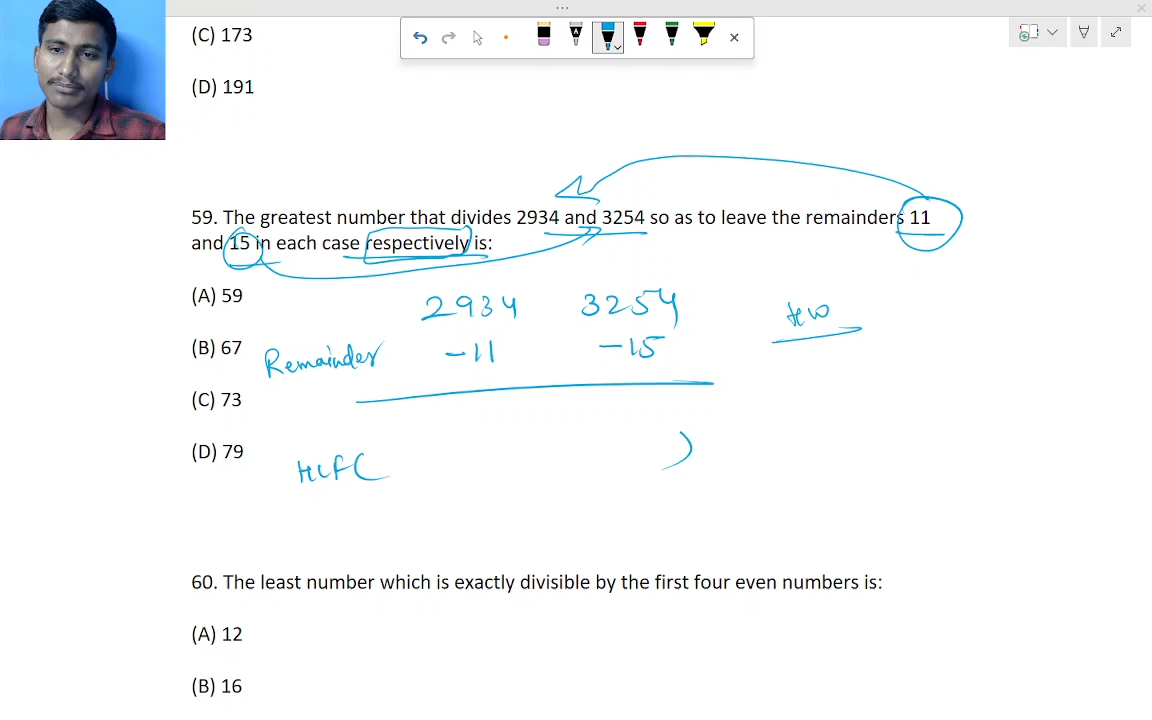 (C) 173
(D) 191
59. The greatest number that divides 2934 and 3254 so as to leave the remainders 11
and 15 in each case respectively is:
(A) 59
2934 3254
HW
(B) 67
Remainder -11 -15
(C) 73
(D) 79
HCF( )
60. The least number which is exactly divisible by the first four even numbers is:
(A) 12
(B) 16